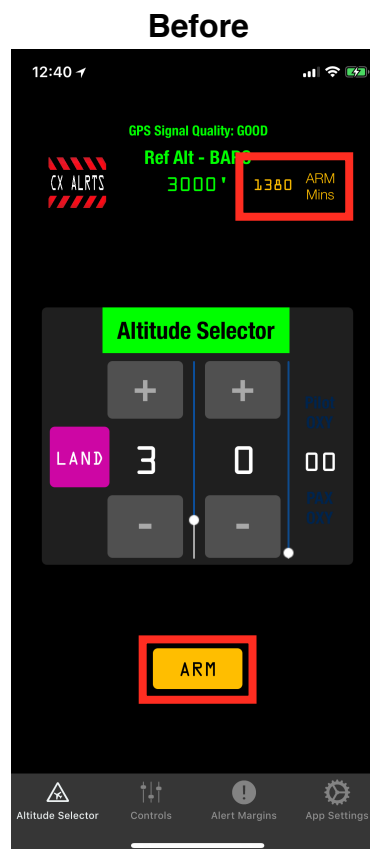 Before
12:40
GPS Signal Quality: GOOD
Ref Alt - BARO
3000'
CX ALRTS
1380
ARM
Mins
Altitude Selector
+
+
LAND
3
0
00
-
-
ARM
Altitude Selector
Controls
Alert Margins
App Settings